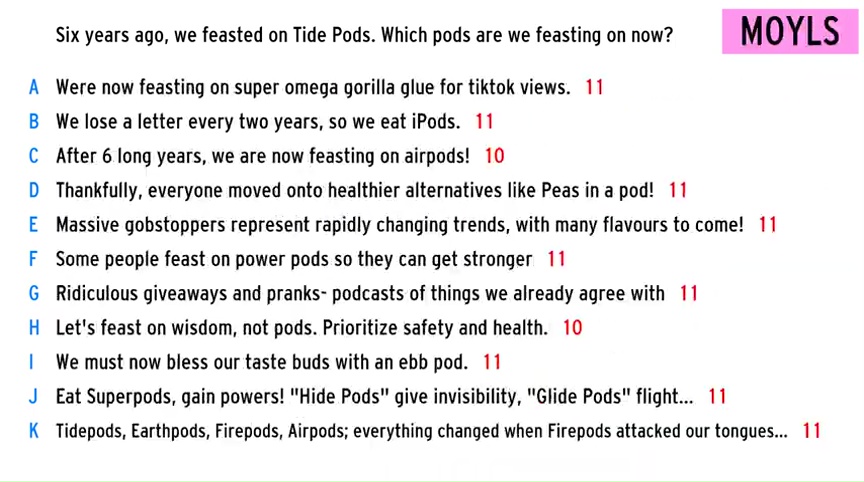 Six years ago, we feasted on Tide Pods. Which pods are we feasting on now?
MOYLS
A Were now feasting on super omega gorilla glue for tiktok views. 11
B We lose a letter every two years, so we eat iPods. 11
C After 6 long years, we are now feasting on airpods! 10
D Thankfully, everyone moved onto healthier alternatives like Peas in a pod! 11
E Massive gobstoppers represent rapidly changing trends, with many flavours to come! 11
F Some people feast on power pods so they can get stronger 11
G Ridiculous giveaways and pranks- podcasts of things we already agree with 11
H Let's feast on wisdom, not pods. Prioritize safety and health. 10
I We must now bless our taste buds with an ebb pod. 11
J Eat Superpods, gain powers! "Hide Pods" give invisibility, "Glide Pods" flight... 11
K Tidepods, Earthpods, Firepods, Airpods; everything changed when Firepods attacked our tongues... 11